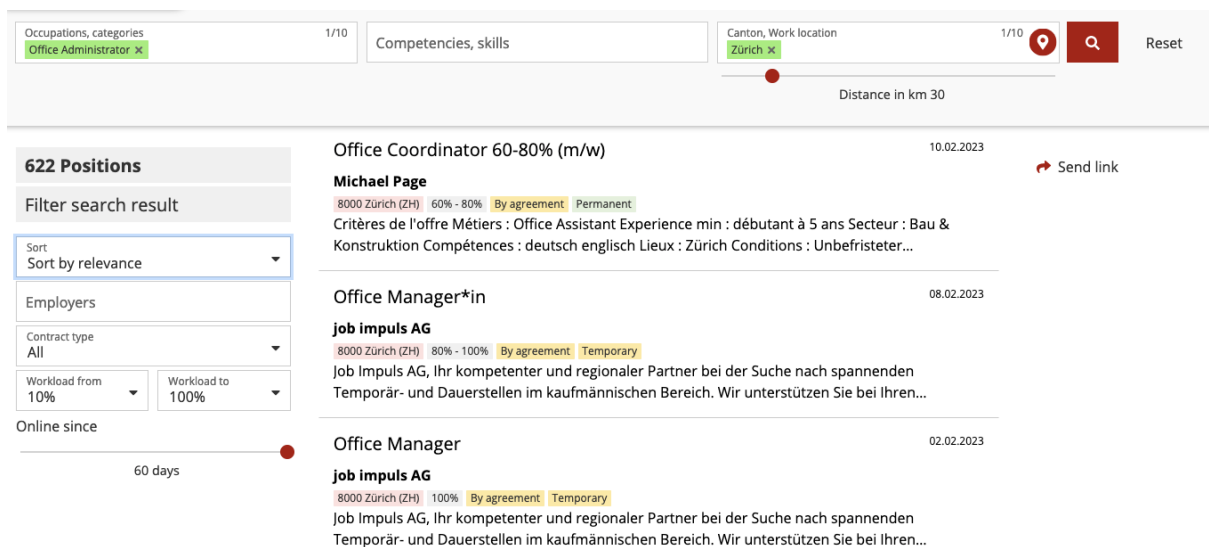 Occupations, categories 1/10
Office Administrator ×
Competencies, skills
Canton, Work location 1/10
Zürich ×
Reset
Distance in km 30
622 Positions
Filter search result
Sort
Sort by relevance
Employers
Contract type
All
Workload from
10%
Workload to
100%
Online since
60 days
Office Coordinator 60-80% (m/w) 10.02.2023
Michael Page
8000 Zürich (ZH) 60% - 80% By agreement Permanent
Critères de l'offre Métiers : Office Assistant Experience min : débutant à 5 ans Secteur : Bau &
Konstruktion Compétences : deutsch englisch Lieux : Zürich Conditions : Unbefristeter...
Office Manager*in 08.02.2023
job impuls AG
8000 Zürich (ZH) 80% - 100% By agreement Temporary
Job Impuls AG, Ihr kompetenter und regionaler Partner bei der Suche nach spannenden
Temporär- und Dauerstellen im kaufmännischen Bereich. Wir unterstützen Sie bei Ihren...
Office Manager 02.02.2023
job impuls AG
8000 Zürich (ZH) 100% By agreement Temporary
Job Impuls AG, Ihr kompetenter und regionaler Partner bei der Suche nach spannenden
Temporär- und Dauerstellen im kaufmännischen Bereich. Wir unterstützen Sie bei Ihren...
Send link